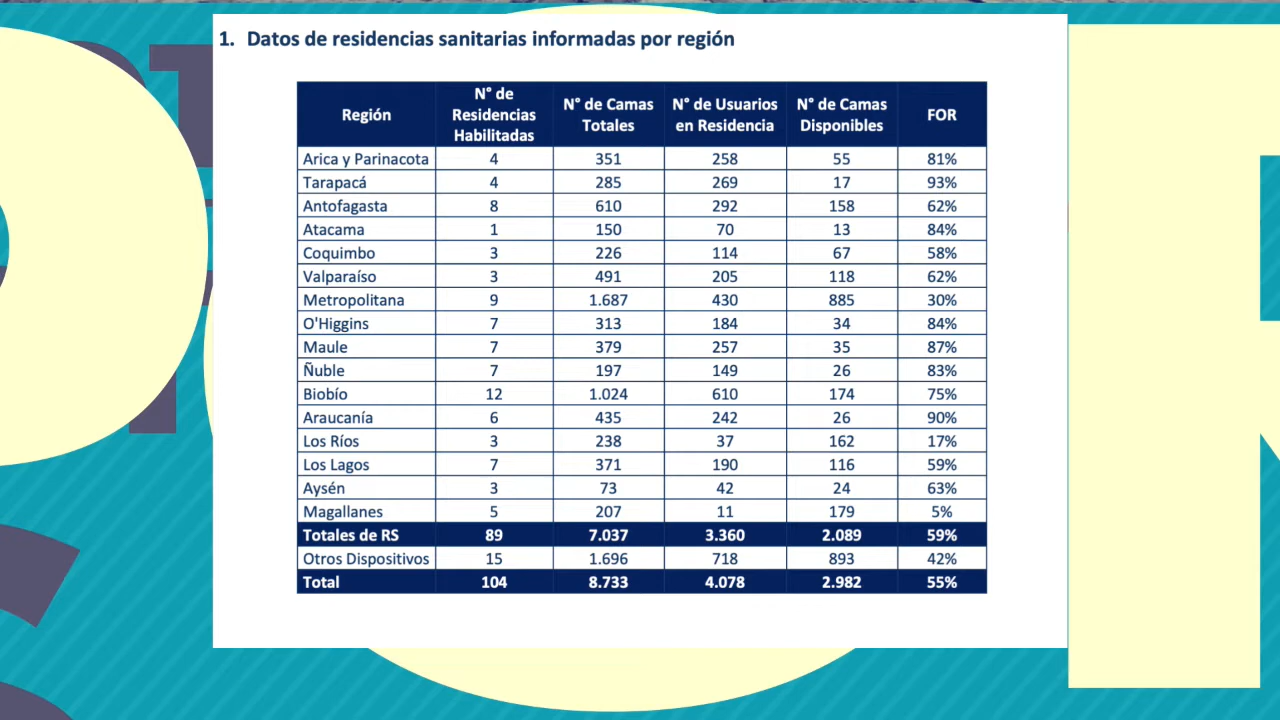 1. Datos de residencias sanitarias informadas por región
Región N° de Residencias Habilitadas N° de Camas Totales N° de Usuarios en Residencia N° de Camas Disponibles FOR
Arica y Parinacota 4 351 258 55 81%
Tarapacá 4 285 269 17 93%
Antofagasta 8 610 292 158 62%
Atacama 1 150 70 13 84%
Coquimbo 3 226 114 67 58%
Valparaíso 3 491 205 118 62%
Metropolitana 9 1.687 430 885 30%
O'Higgins 7 313 184 34 84%
Maule 7 379 257 35 87%
Ñuble 7 197 149 26 83%
Biobío 12 1.024 610 174 75%
Araucanía 6 435 242 26 90%
Los Ríos 3 238 37 162 17%
Los Lagos 7 371 190 116 59%
Aysén 3 73 42 24 63%
Magallanes 5 207 11 179 5%
Totales de RS 89 7.037 3.360 2.089 59%
Otros Dispositivos 15 1.696 718 893 42%
Total 104 8.733 4.078 2.982 55%